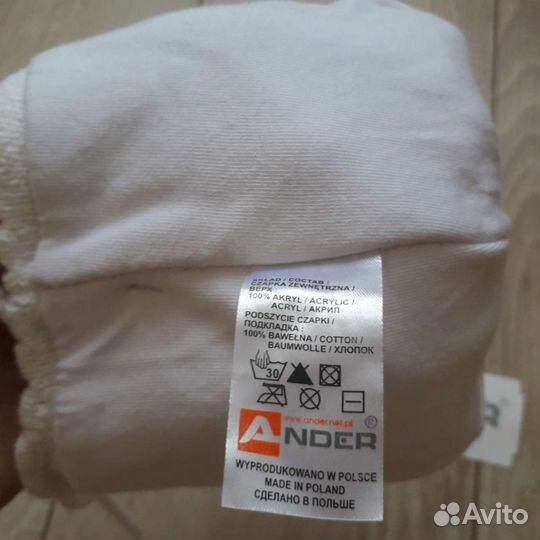 SKŁAD / СОСТАВ :
CZAPKA ZEWNĘTRZNA /
ВЕРХ :
100% AKRYL / ACRYLIC /
ACRYL / АКРИЛ
PODSZYCIE CZAPKI /
ПОДКЛАДКА :
100% BAWEŁNA / COTTON /
BAUMWOLLE / ХЛОПОК
30
www.ander.net.pl
ANDER ®
WYPRODUKOWANO W POLSCE
MADE IN POLAND
СДЕЛАНО В ПОЛЬШЕ
R
Avito